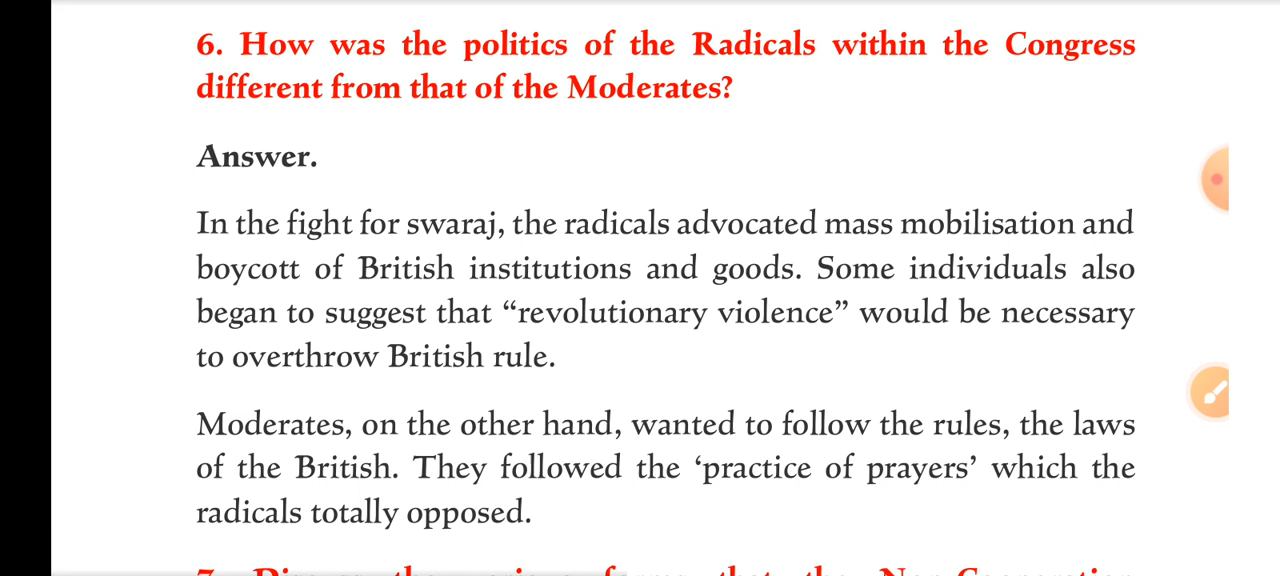 6. How was the politics of the Radicals within the Congress
different from that of the Moderates?
Answer.
In the fight for swaraj, the radicals advocated mass mobilisation and
boycott of British institutions and goods. Some individuals also
began to suggest that “revolutionary violence” would be necessary
to overthrow British rule.
Moderates, on the other hand, wanted to follow the rules, the laws
of the British. They followed the ‘practice of prayers’ which the
radicals totally opposed.